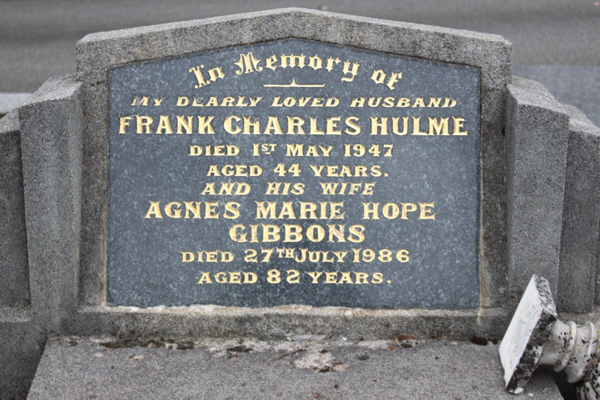 In Memory of
MY DEARLY LOVED HUSBAND
FRANK CHARLES HULME
DIED 1ST MAY 1947
AGED 44 YEARS.
AND HIS WIFE
AGNES MARIE HOPE
GIBBONS
DIED 27TH JULY 1986
AGED 82 YEARS.